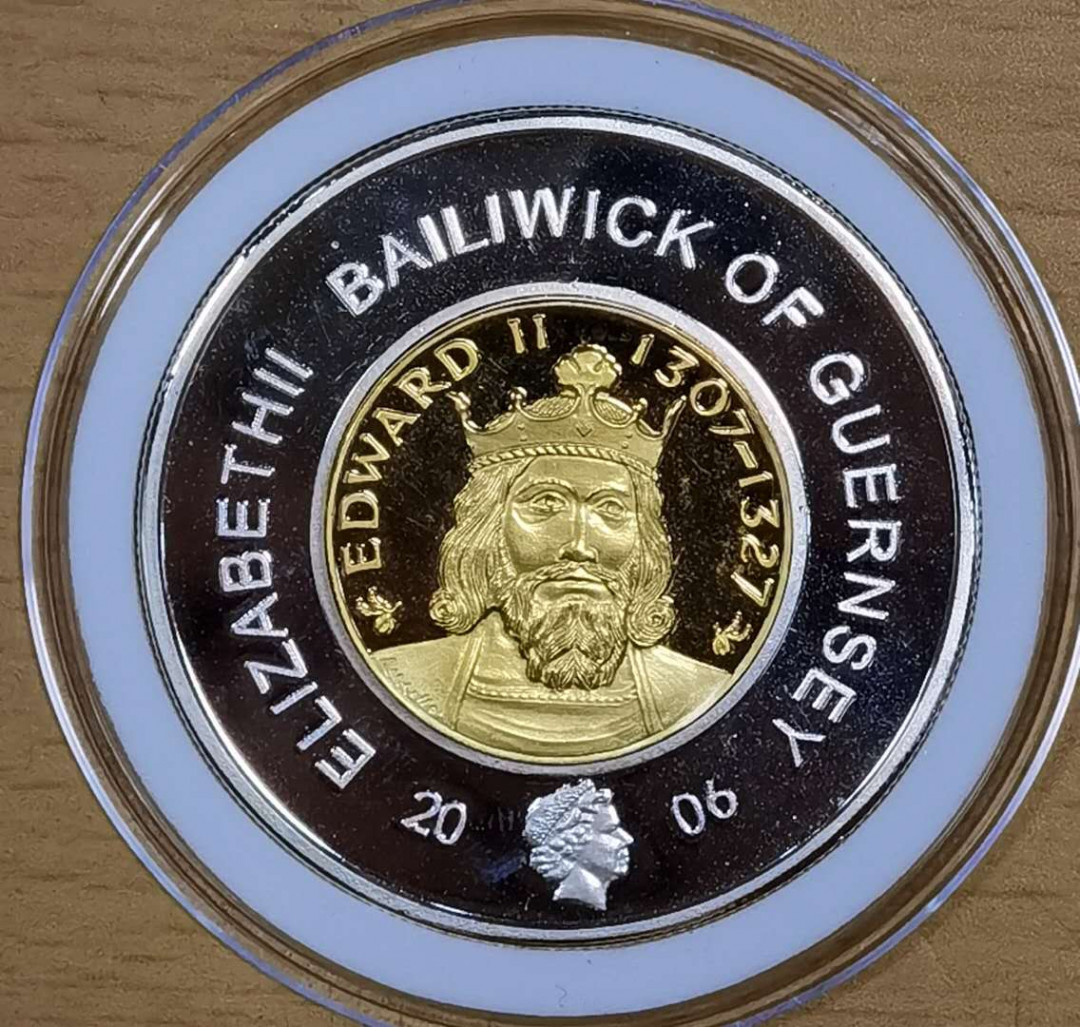 ELIZABETH II BAILIWICK OF GUERNSEY
20 06
EDWARD II 1307-1327